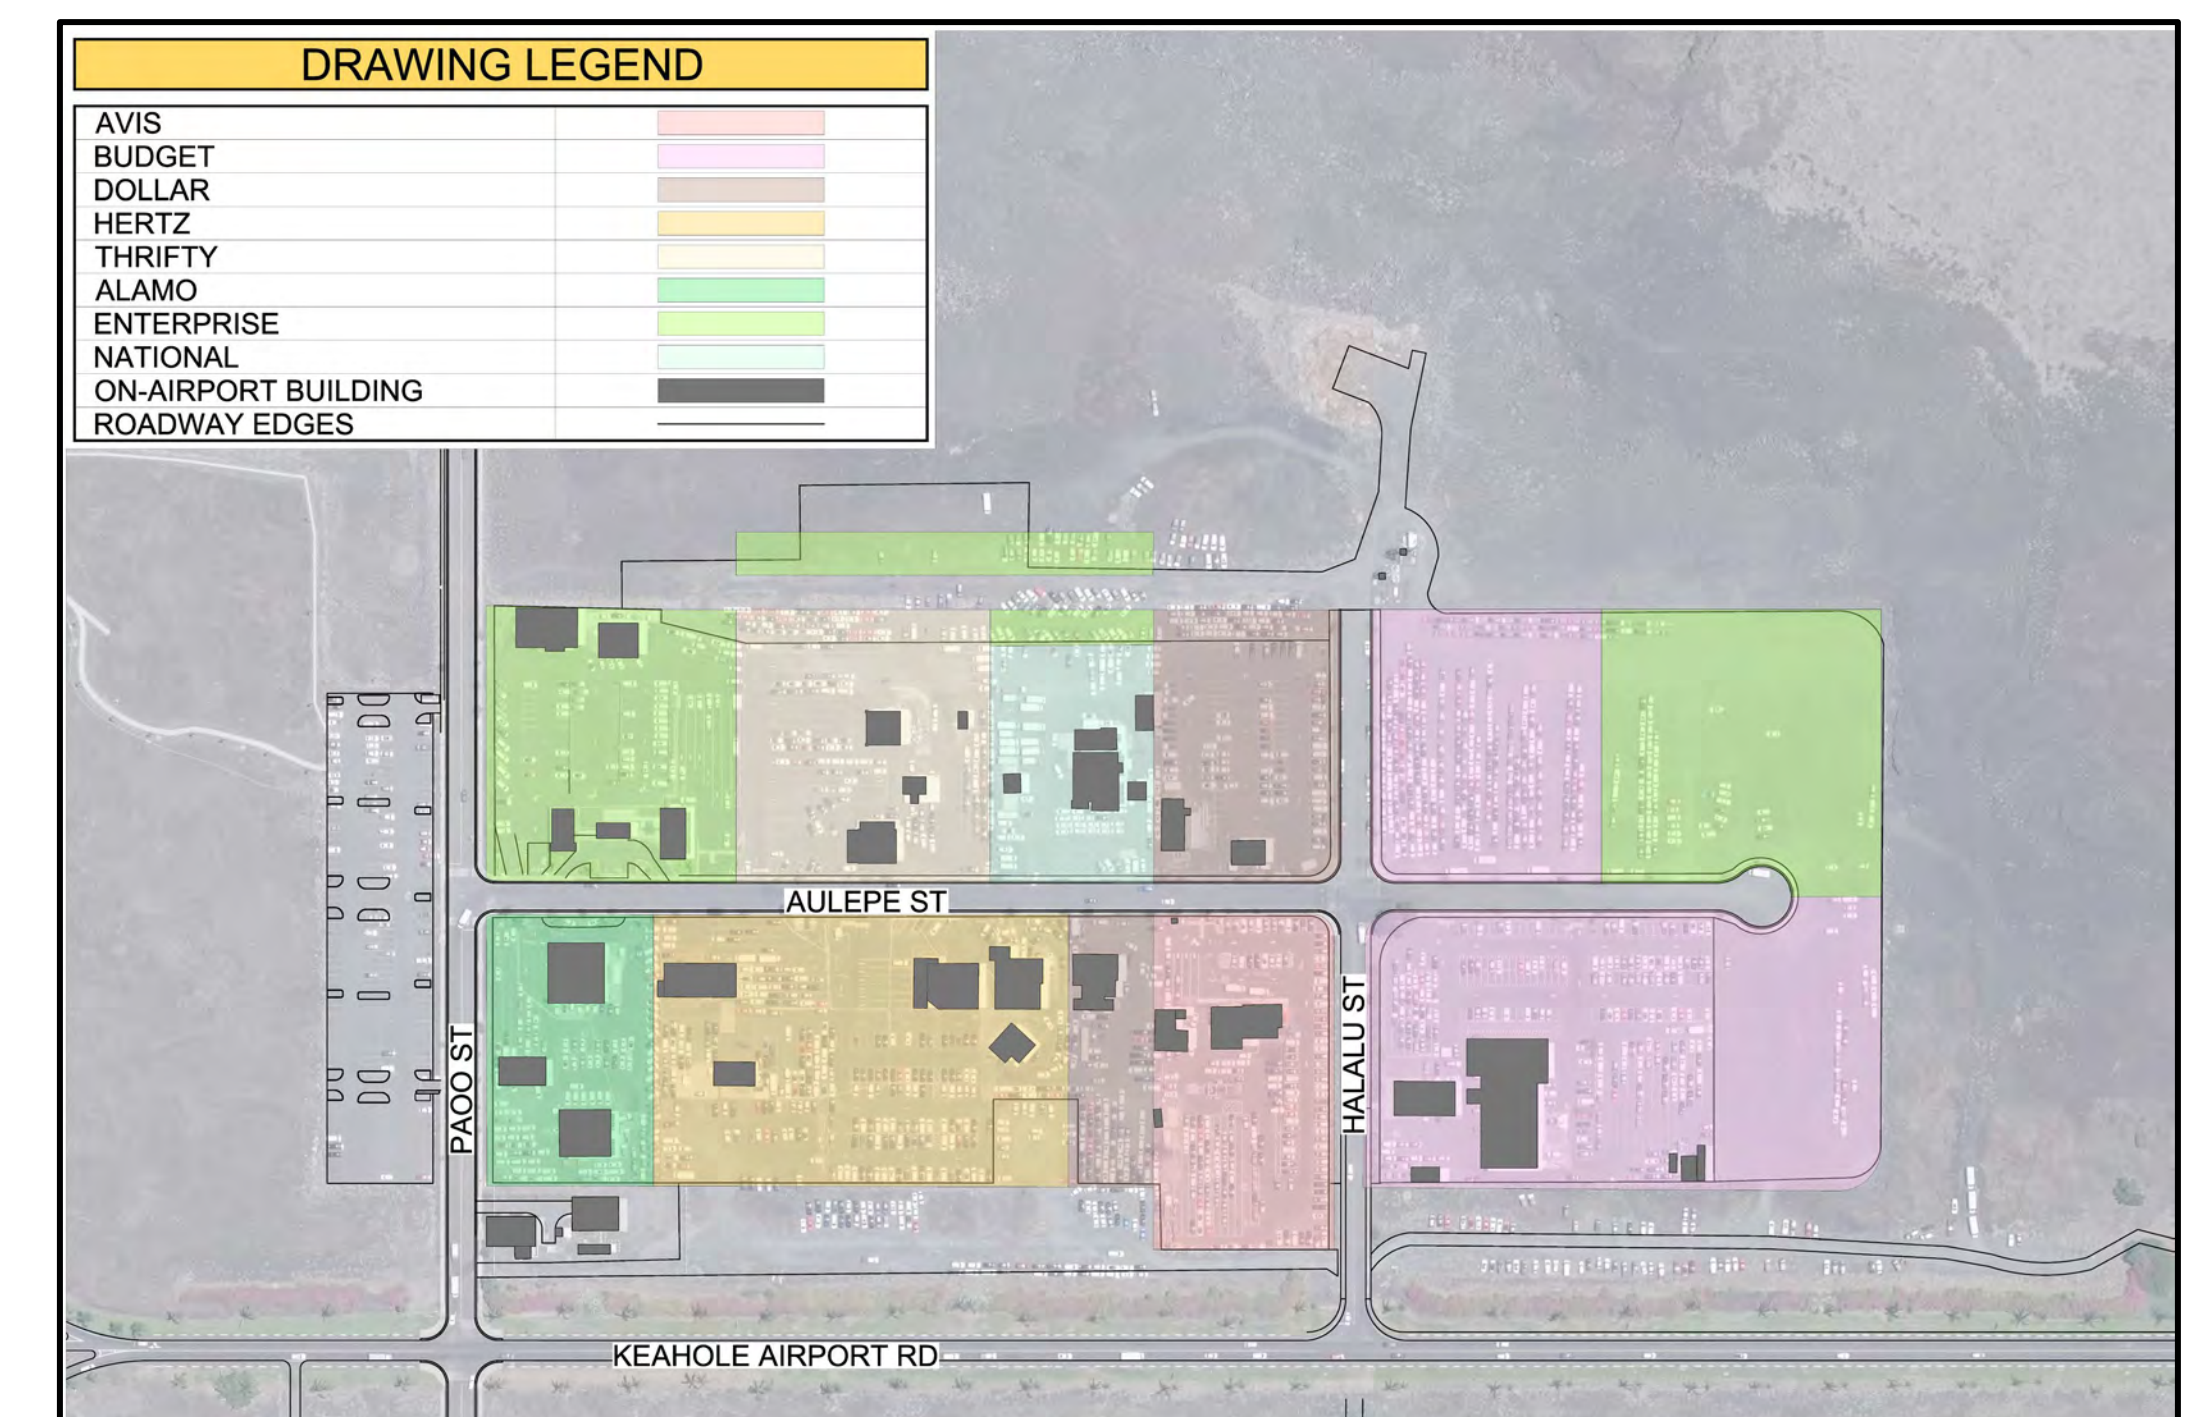 DRAWING LEGEND
AVIS
BUDGET
DOLLAR
HERTZ
THRIFTY
ALAMO
ENTERPRISE
NATIONAL
ON-AIRPORT BUILDING
ROADWAY EDGES
AULEPE ST
PAOO ST
HALALU ST
KEAHOLE AIRPORT RD